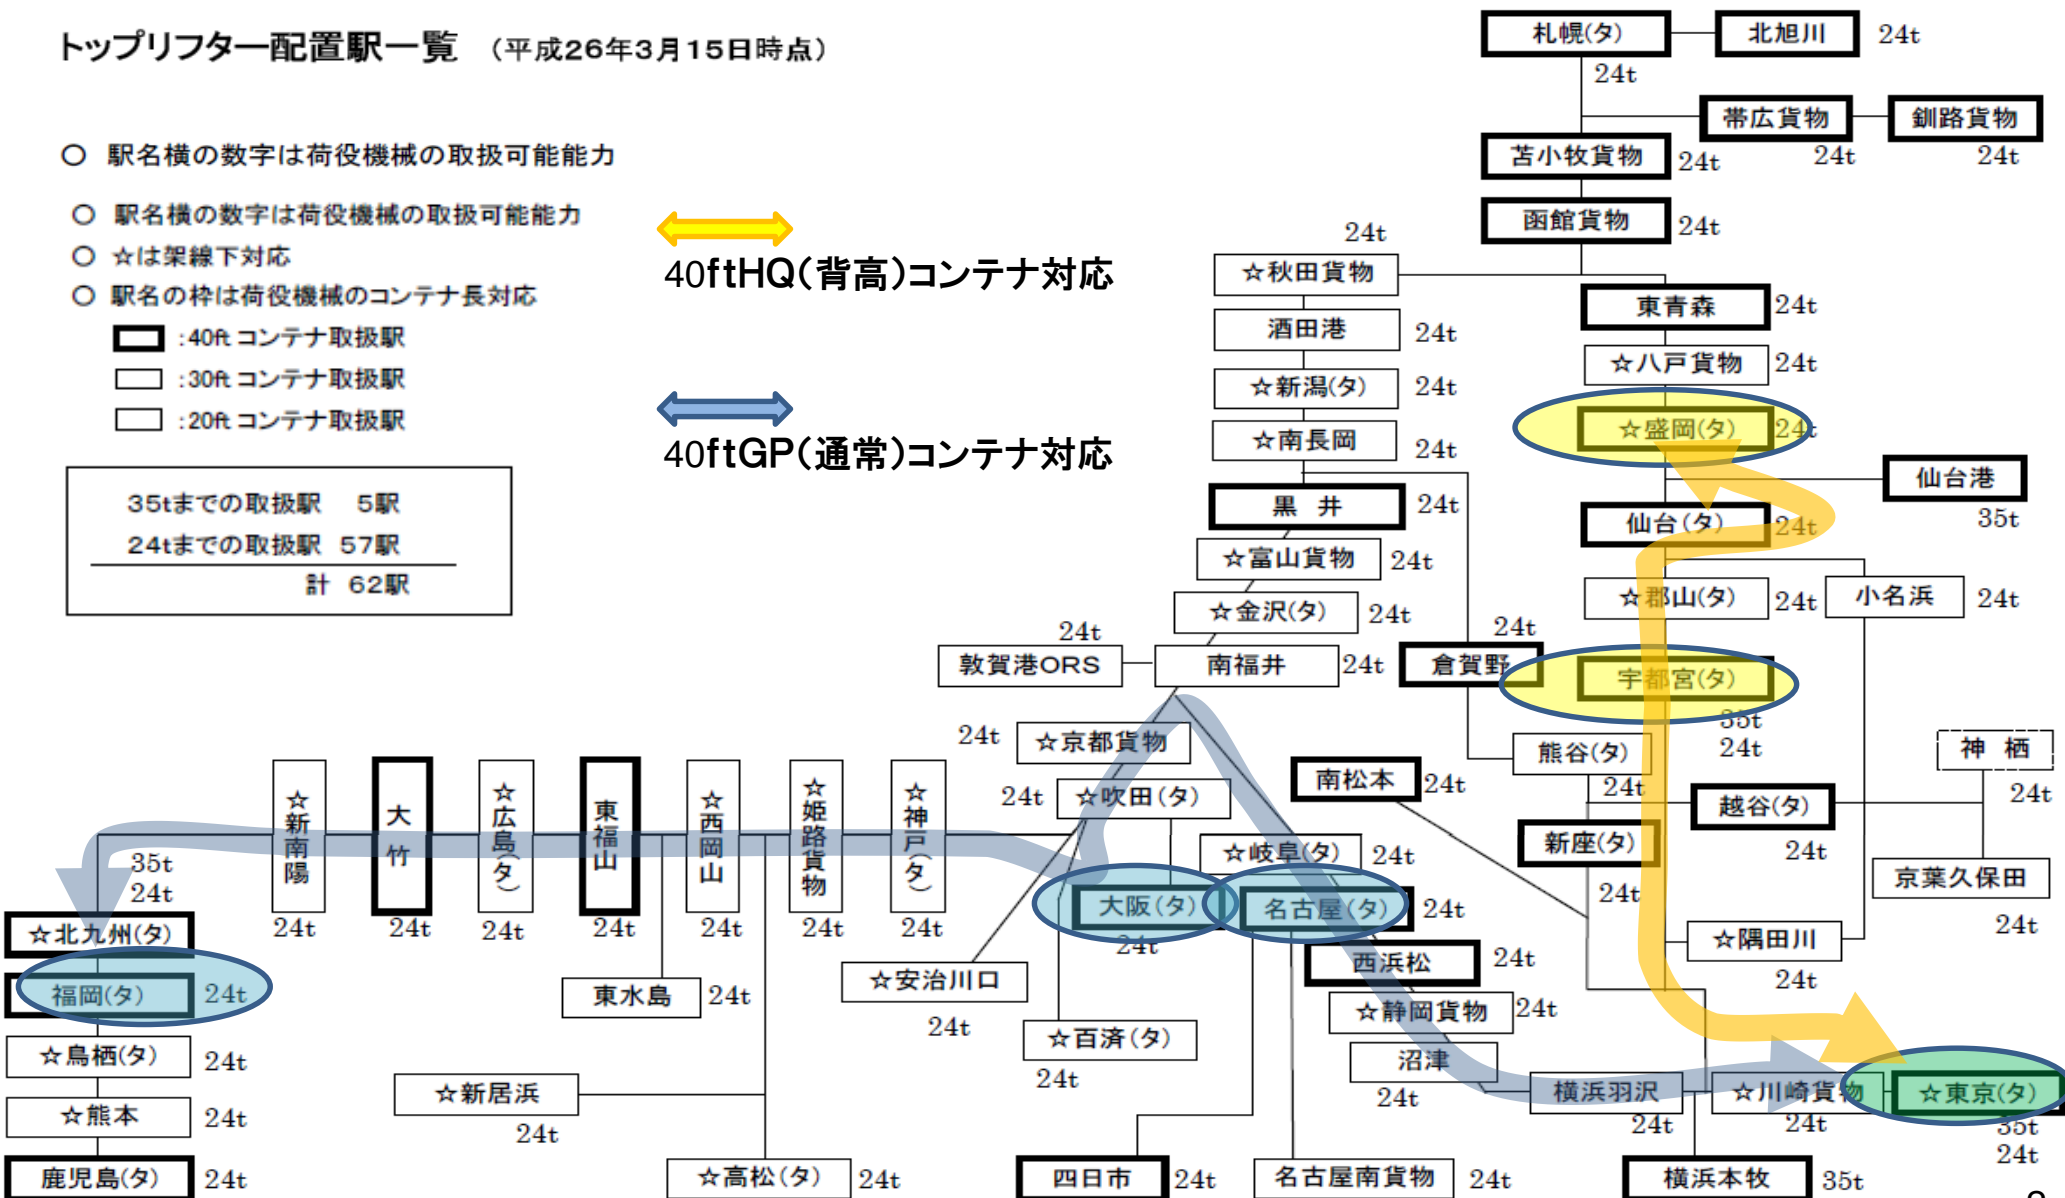 トップリフター配置駅一覧 (平成26年3月15日時点)
○ 駅名横の数字は荷役機械の取扱可能能力
○ 駅名横の数字は荷役機械の取扱可能能力
○ ☆は架線下対応
○ 駅名の枠は荷役機械のコンテナ長対応
:40ft コンテナ取扱駅
:30ft コンテナ取扱駅
:20ft コンテナ取扱駅
40ftHQ(背高)コンテナ対応
40ftGP(通常)コンテナ対応
35tまでの取扱駅 5駅
24tまでの取扱駅 57駅
計 62駅
札幌(タ) 24t
北旭川 24t
帯広貨物 24t
釧路貨物 24t
苫小牧貨物 24t
函館貨物 24t
24t
☆秋田貨物
東青森 24t
酒田港 24t
☆八戸貨物 24t
☆新潟(タ) 24t
☆盛岡(タ) 24t
☆南長岡 24t
仙台港 35t
黒井 24t
仙台(タ) 24t
☆富山貨物 24t
☆郡山(タ) 24t
小名浜 24t
☆金沢(タ) 24t
24t
敦賀港ORS
南福井 24t
24t
倉賀野
宇都宮(タ)
35t
24t
24t ☆京都貨物
熊谷(タ) 24t
神栖 24t
24t ☆吹田(タ)
南松本 24t
越谷(タ) 24t
新座(タ) 24t
☆岐阜(タ) 24t
京葉久保田 24t
☆新南陽 24t
大竹 24t
☆広島(タ) 24t
東福山 24t
☆西岡山 24t
☆姫路貨物 24t
☆神戸(タ) 24t
35t
24t
☆北九州(タ)
大阪(タ) 24t
名古屋(タ) 24t
☆隅田川 24t
西浜松 24t
福岡(タ) 24t
東水島 24t
☆安治川口 24t
☆静岡貨物 24t
☆百済(タ) 24t
☆鳥栖(タ) 24t
沼津 24t
☆新居浜 24t
横浜羽沢 24t
☆川崎貨物 24t
☆東京(タ)
35t
24t
☆熊本 24t
鹿児島(タ) 24t
☆高松(タ) 24t
四日市 24t
名古屋南貨物 24t
横浜本牧 35t